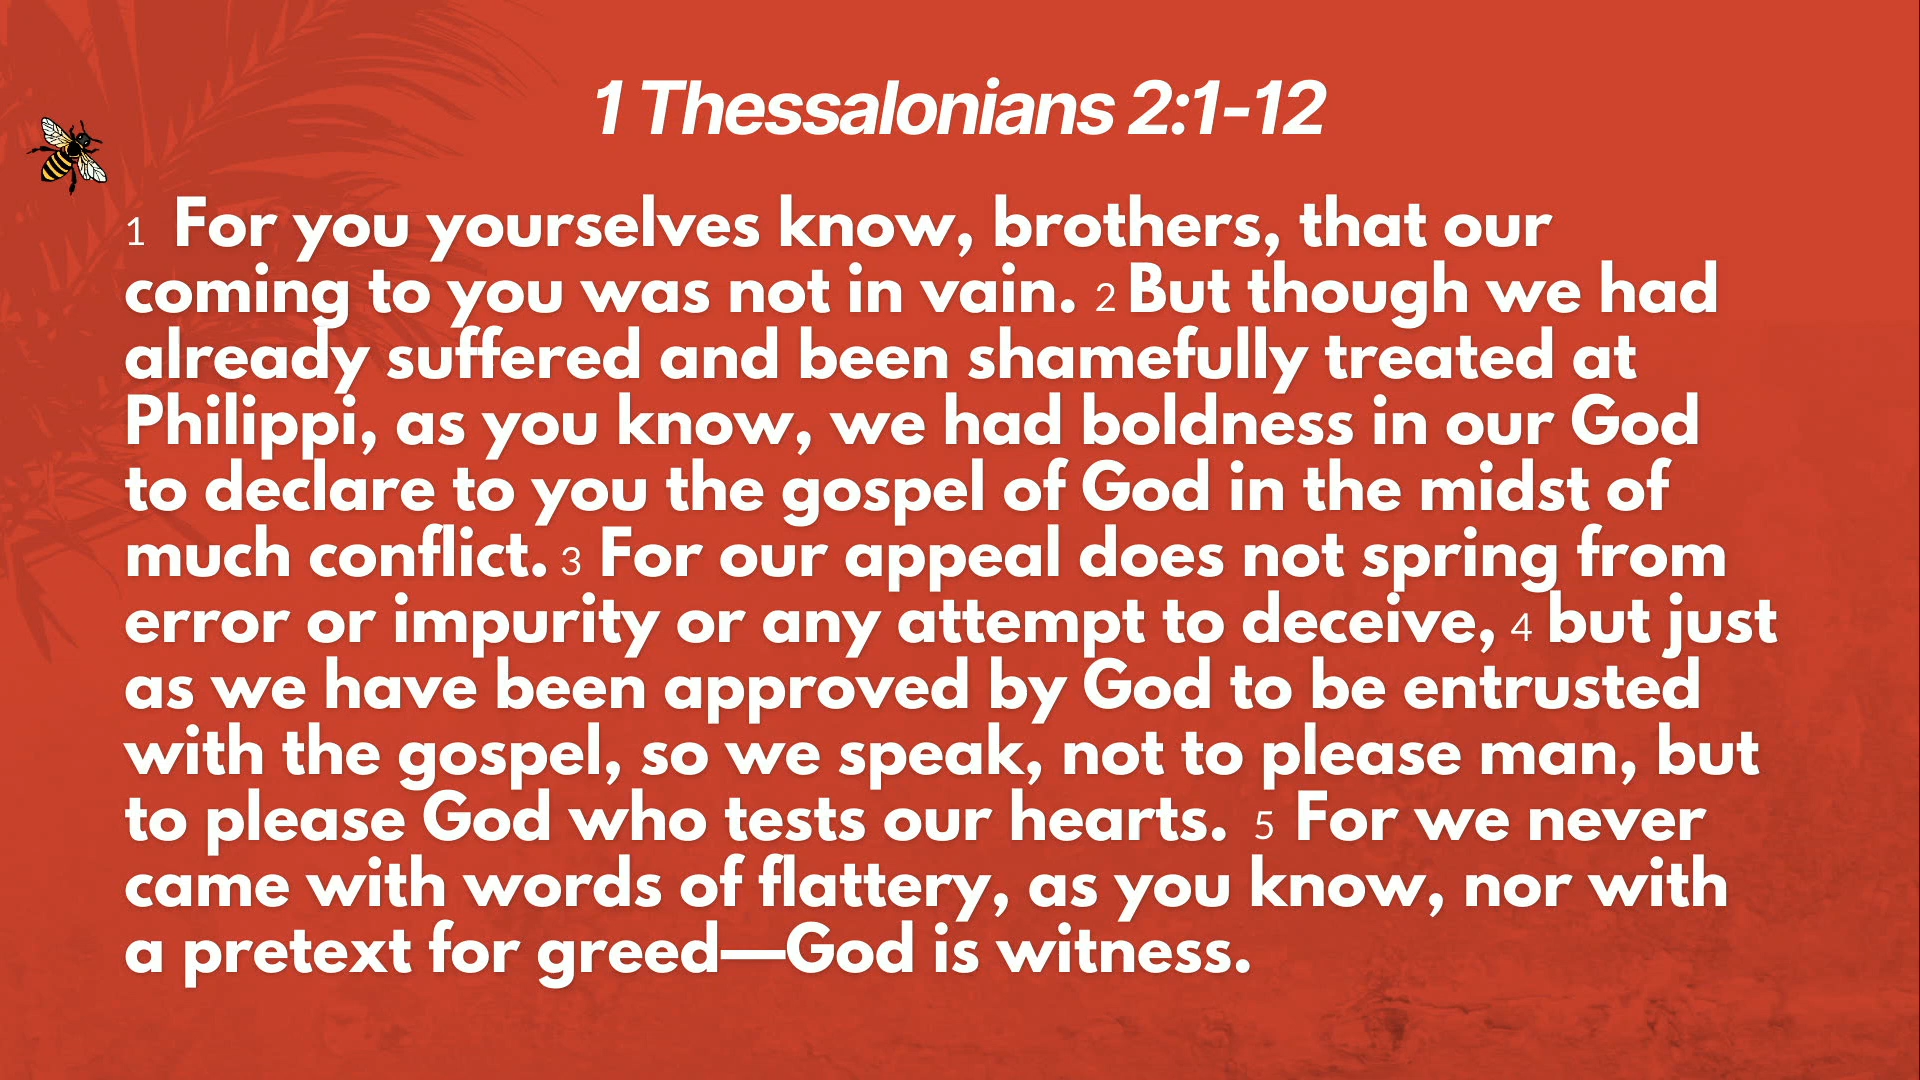 1 Thessalonians 2:1-12
1 For you yourselves know, brothers, that our
coming to you was not in vain. 2 But though we had
already suffered and been shamefully treated at
Philippi, as you know, we had boldness in our God
to declare to you the gospel of God in the midst of
much conflict. 3 For our appeal does not spring from
error or impurity or any attempt to deceive, 4 but just
as we have been approved by God to be entrusted
with the gospel, so we speak, not to please man, but
to please God who tests our hearts. 5 For we never
came with words of flattery, as you know, nor with
a pretext for greed—God is witness.